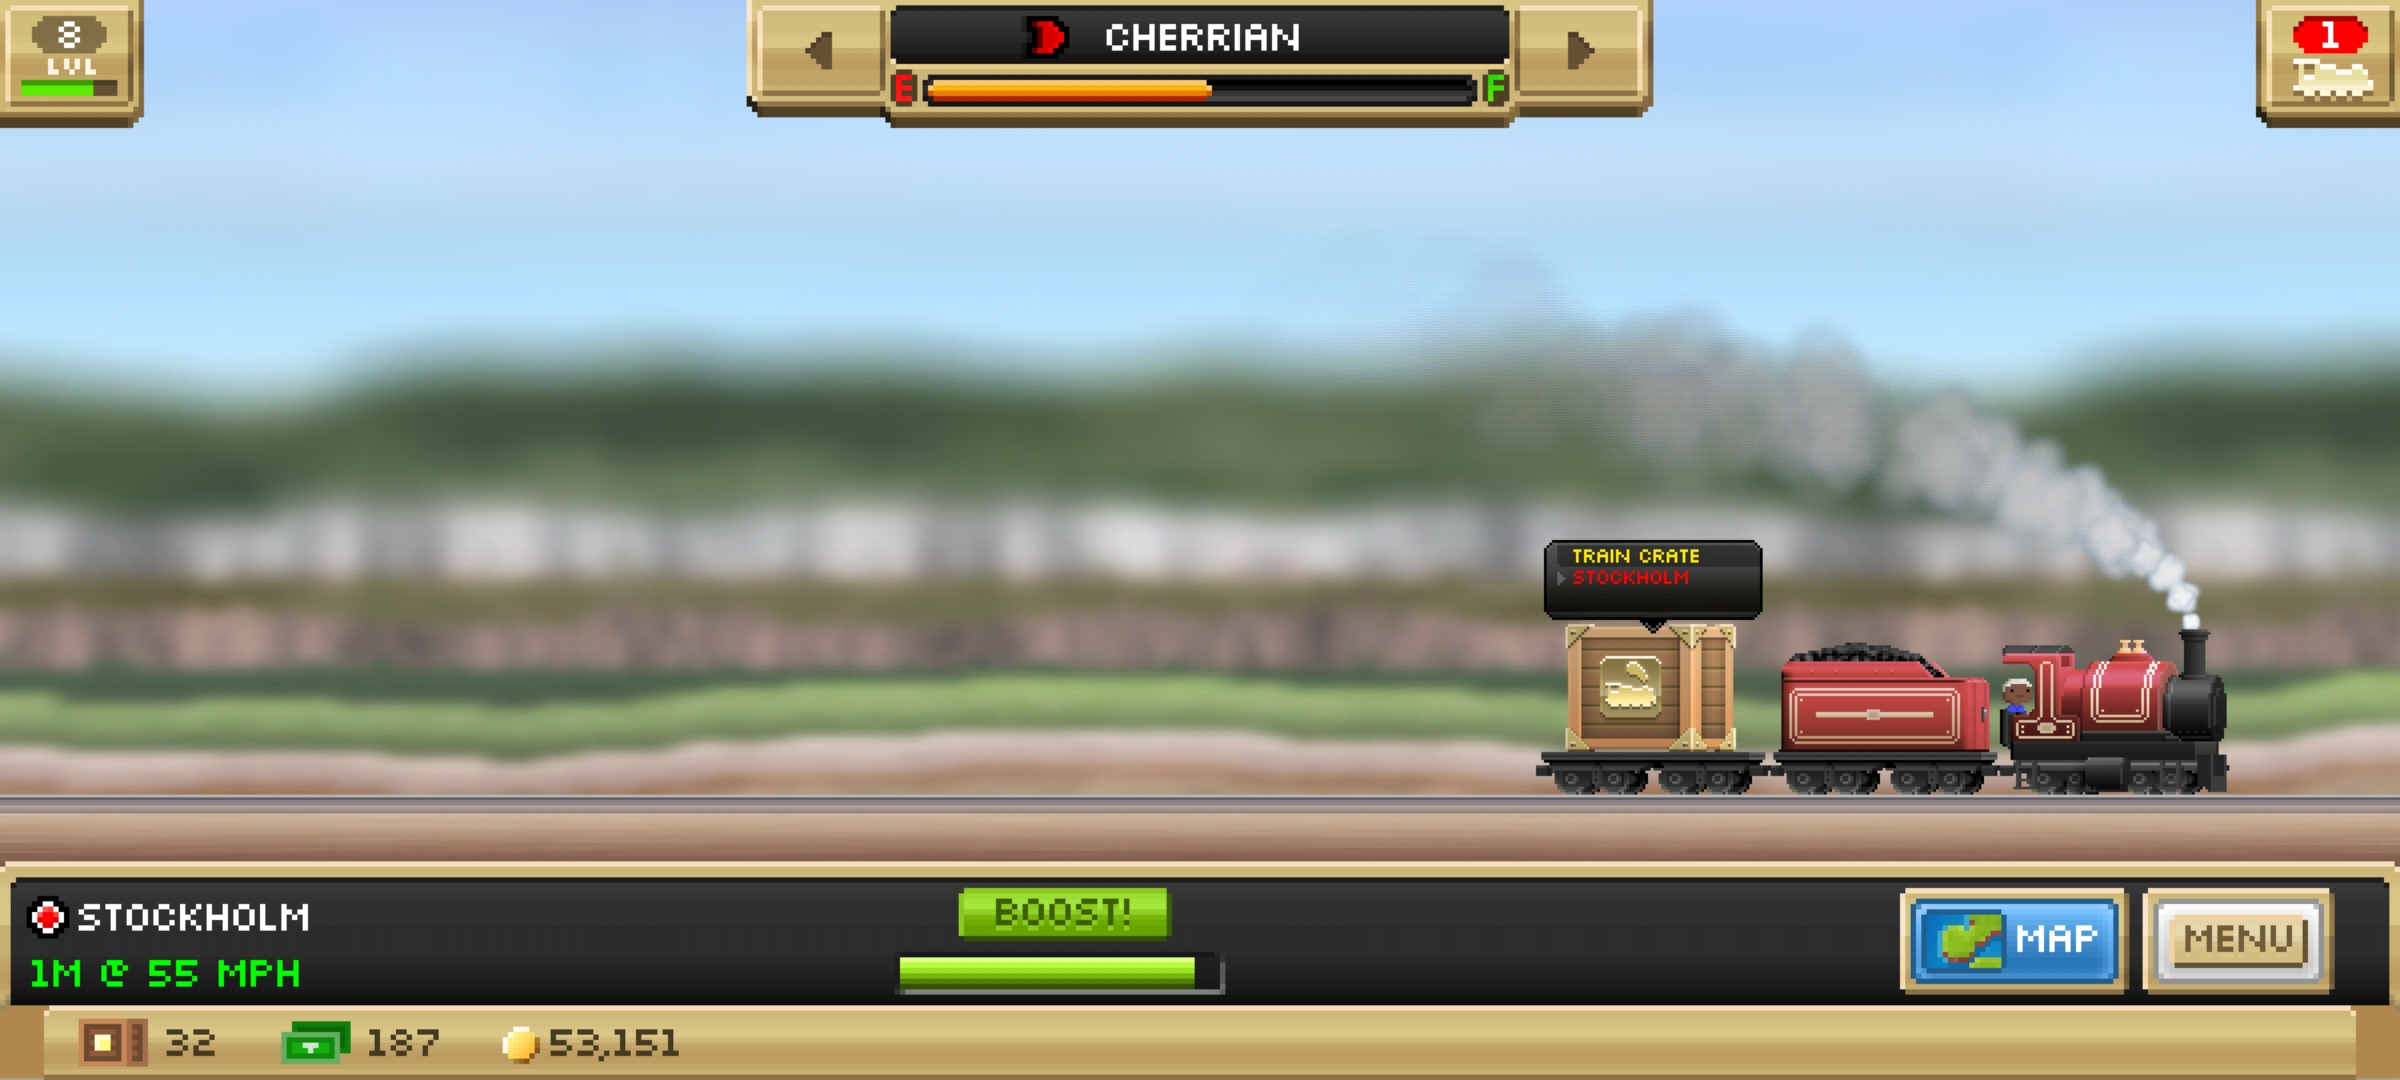 8
LVL
CHERRIAN
E F
1
TRAIN CRATE
STOCKHOLM
STOCKHOLM
1M @ 55 MPH
BOOST!
MAP
MENU
32
187
53,151